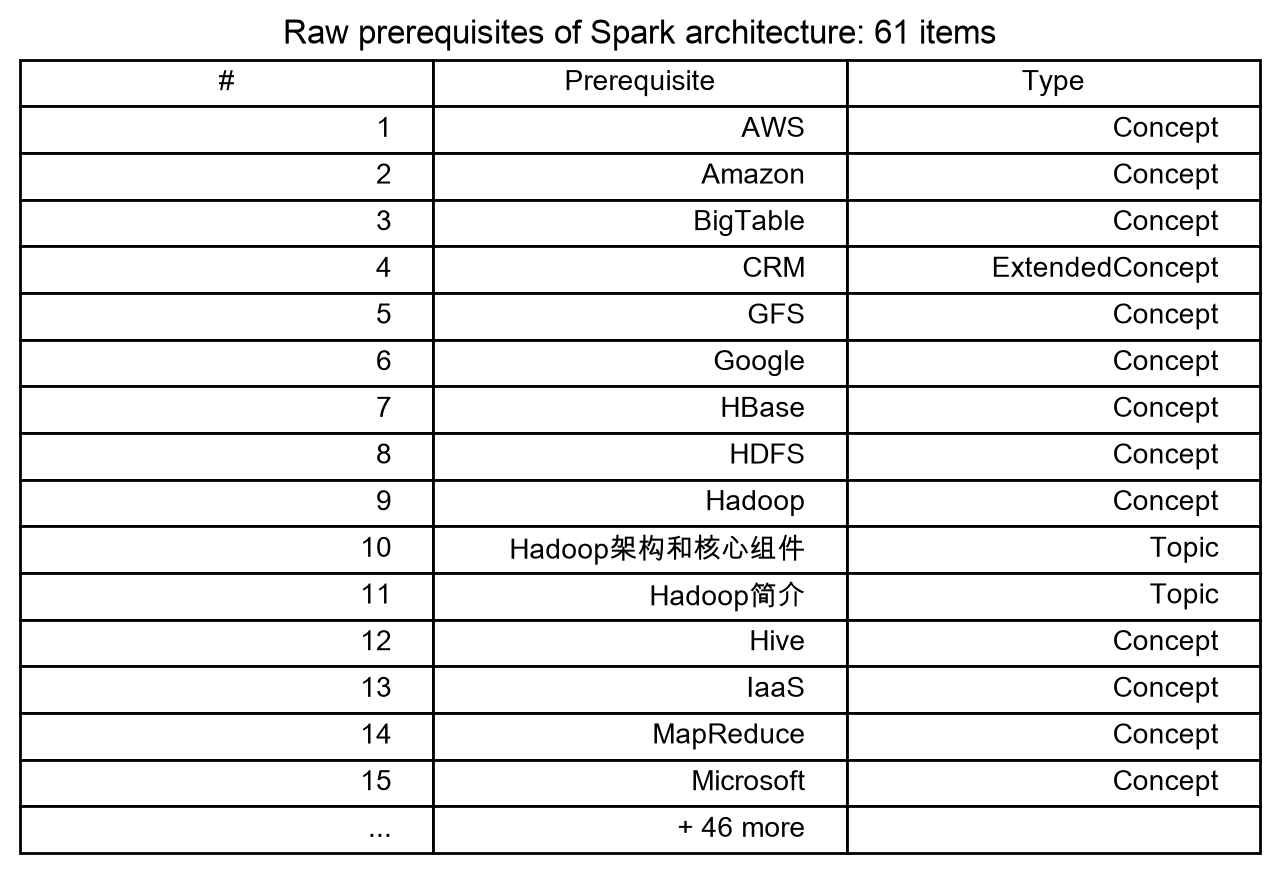 Raw prerequisites of Spark architecture: 61 items
# Prerequisite Type
1 AWS Concept
2 Amazon Concept
3 BigTable Concept
4 CRM ExtendedConcept
5 GFS Concept
6 Google Concept
7 HBase Concept
8 HDFS Concept
9 Hadoop Concept
10 Hadoop架构和核心组件 Topic
11 Hadoop简介 Topic
12 Hive Concept
13 IaaS Concept
14 MapReduce Concept
15 Microsoft Concept
... + 46 more